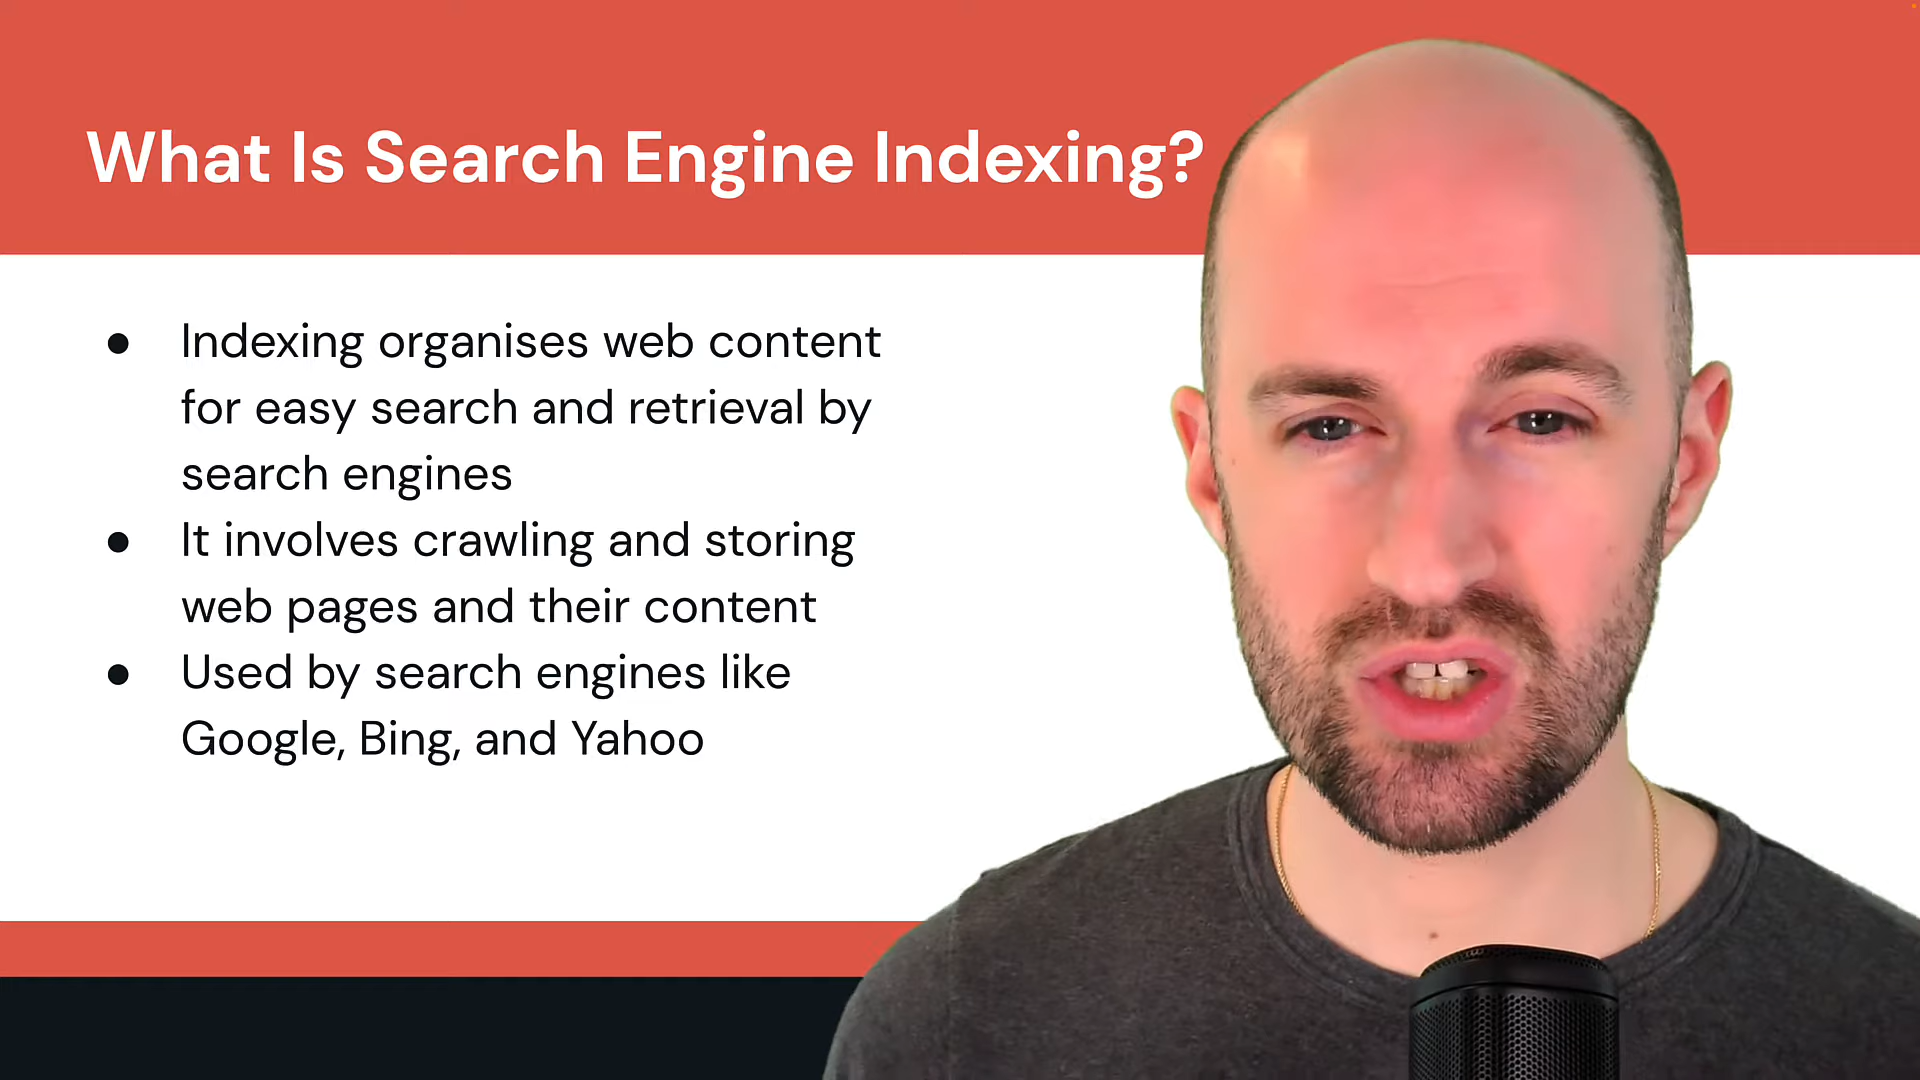 What Is Search Engine Indexing?
● Indexing organises web content
for easy search and retrieval by
search engines
● It involves crawling and storing
web pages and their content
● Used by search engines like
Google, Bing, and Yahoo